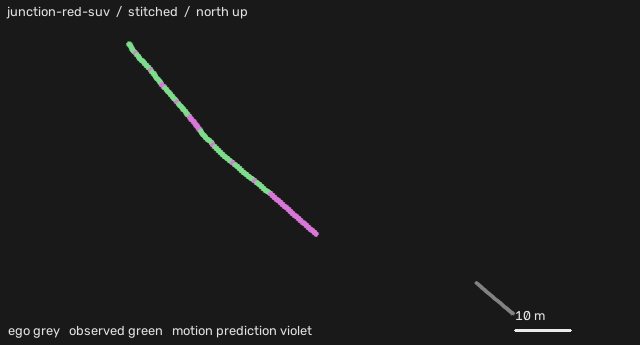 junction-red-suv / stitched / north up
10 m
ego grey observed green motion prediction violet